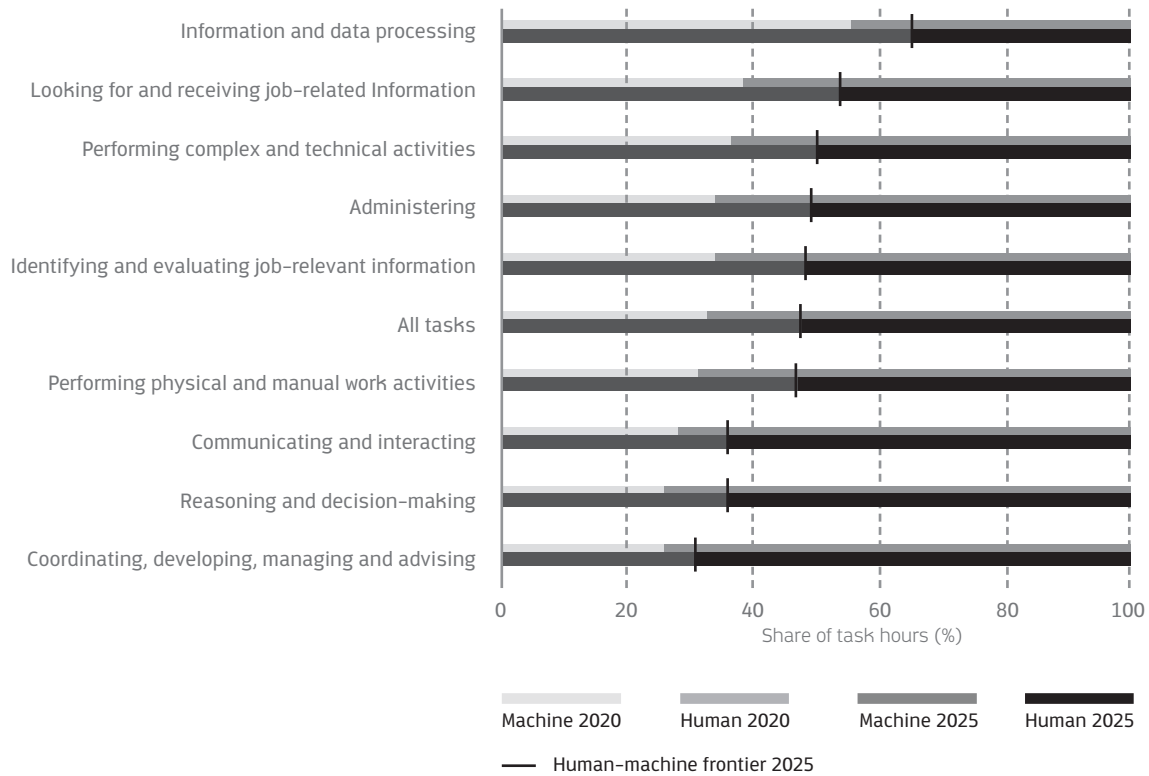 Information and data processing
Looking for and receiving job-related Information
Performing complex and technical activities
Administering
Identifying and evaluating job-relevant information
All tasks
Performing physical and manual work activities
Communicating and interacting
Reasoning and decision-making
Coordinating, developing, managing and advising
0 20 40 60 80 100
Share of task hours (%)
Machine 2020 Human 2020 Machine 2025 Human 2025
Human-machine frontier 2025